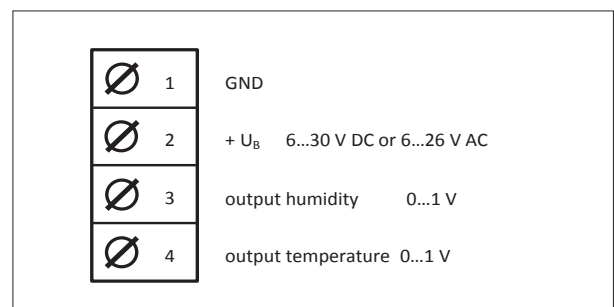 1 GND
2 + UB 6...30 V DC or 6...26 V AC
3 output humidity 0...1 V
4 output temperature 0...1 V